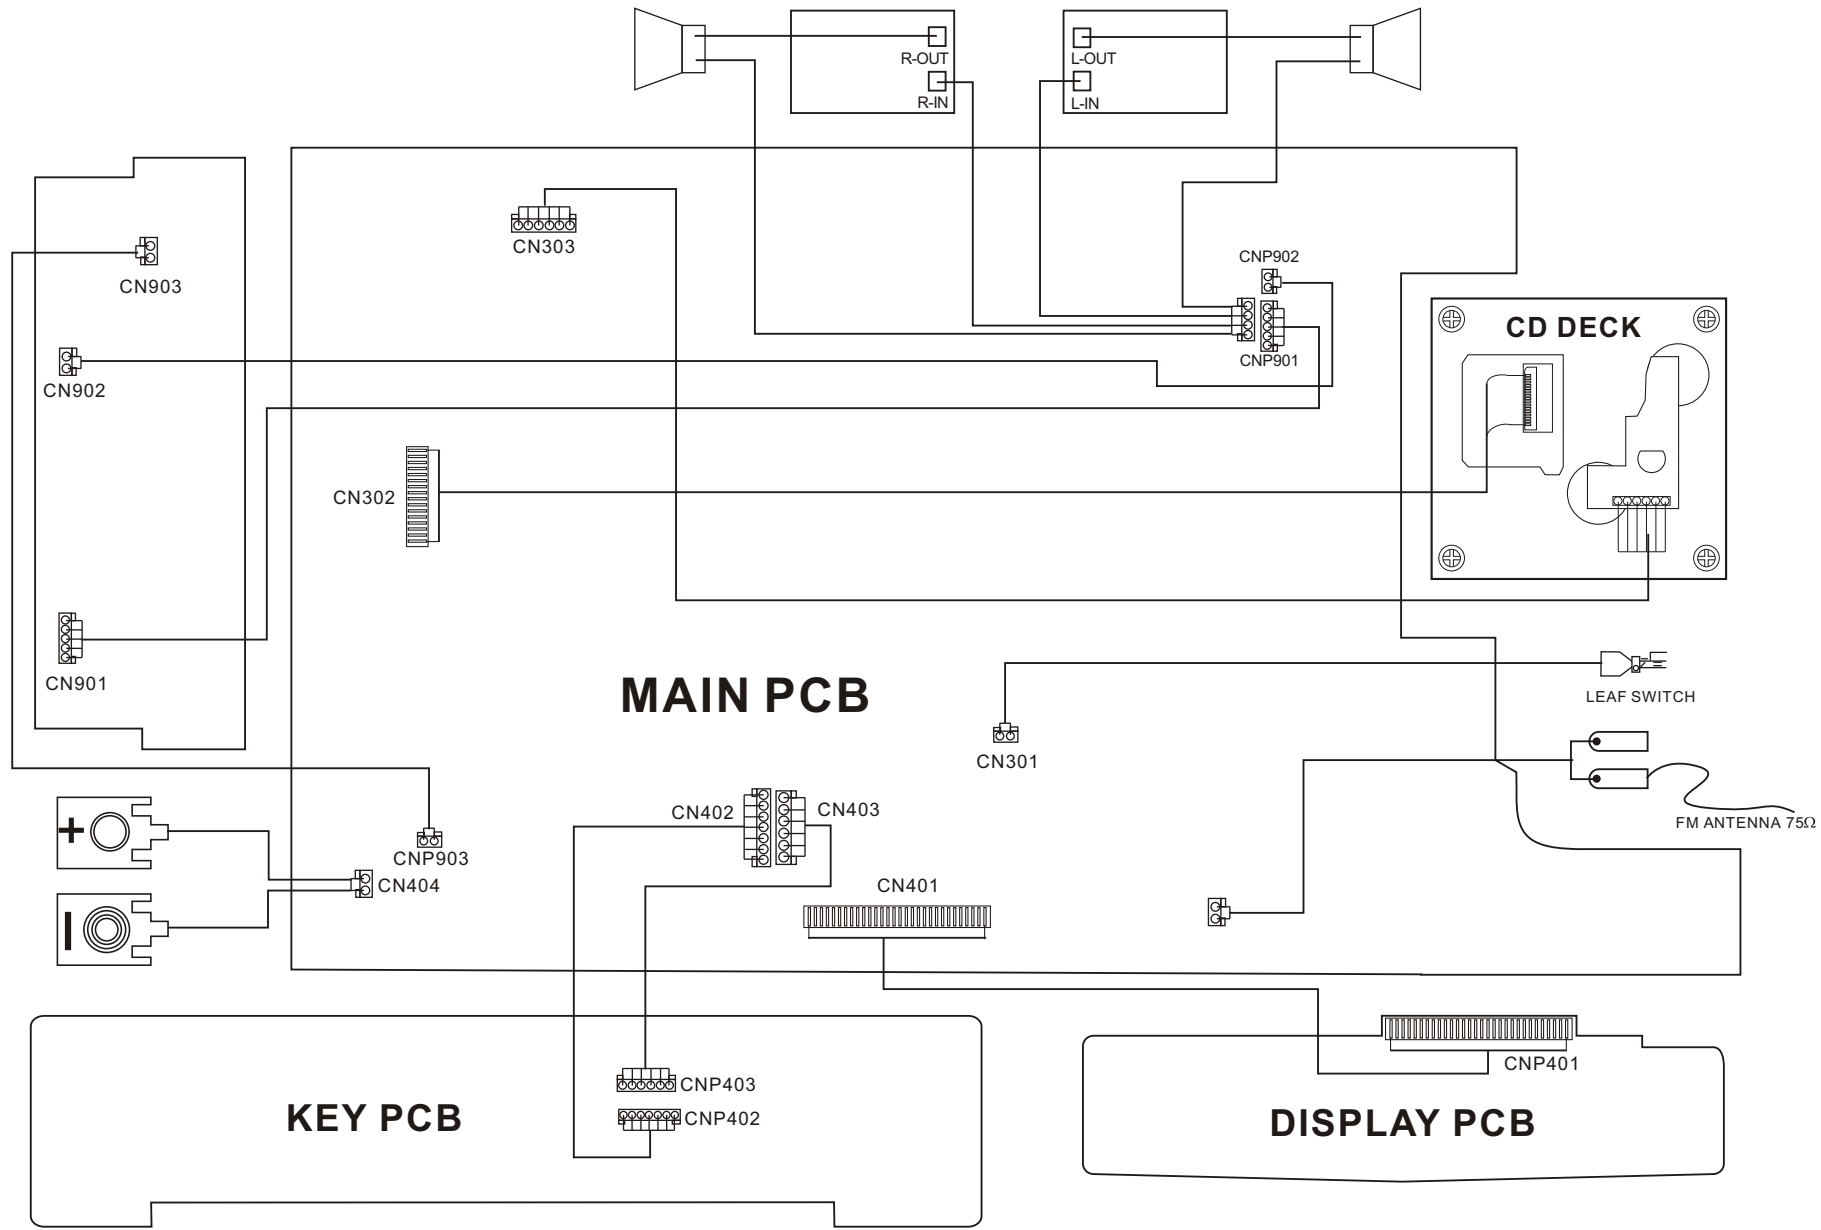 R-OUT
L-OUT
R-IN
L-IN
CN303
CNP902
CN903
CD DECK
CNP901
CN902
CN302
CN901
MAIN PCB
LEAF SWITCH
CN301
CN402
CN403
FM ANTENNA 75Ω
+
CNP903
CN404
CN401
−
CNP401
CNP403
KEY PCB
CNP402
DISPLAY PCB